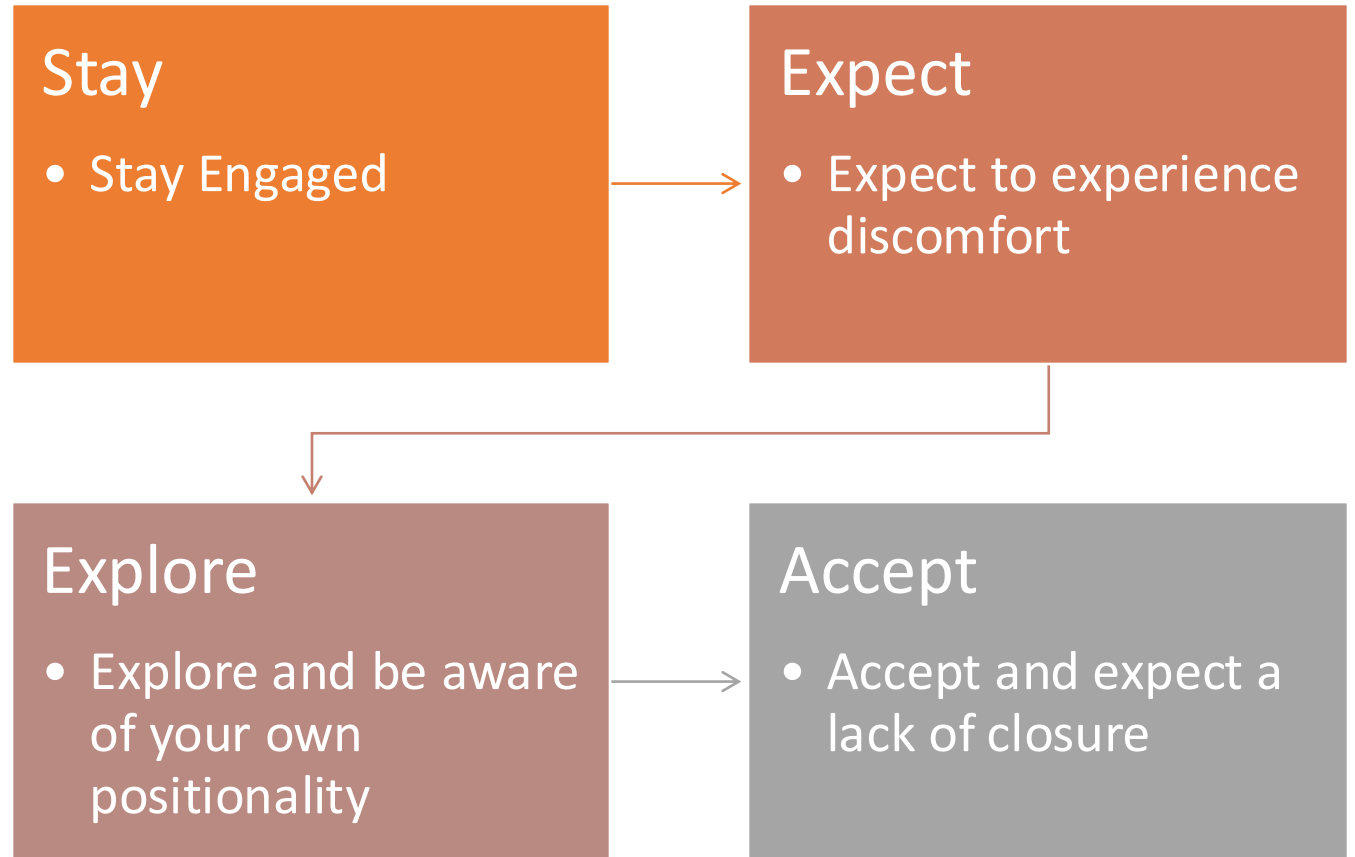 Stay
• Stay Engaged
Expect
• Expect to experience
discomfort
Explore
• Explore and be aware
of your own
positionality
Accept
• Accept and expect a
lack of closure